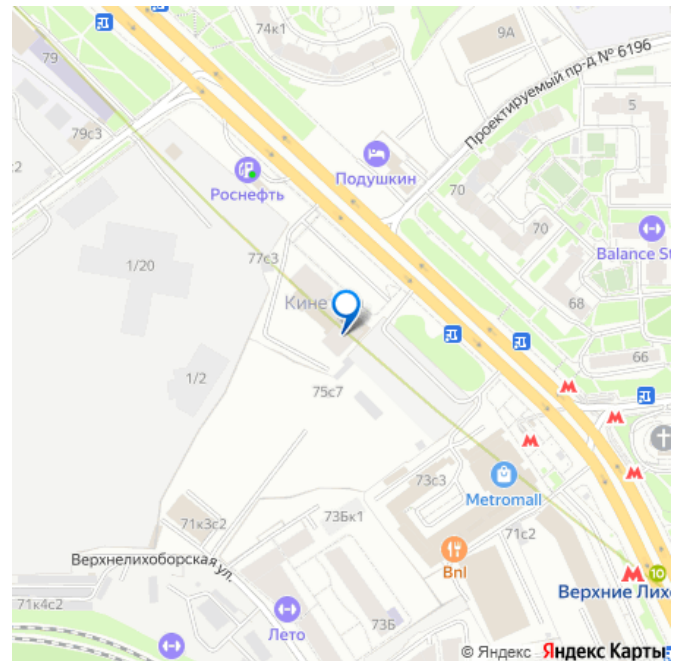 74к1
9А
79
Проектируемый пр-д № 6196
5
79с3
2
Роснефть
Подушкин
70
70
Balance St
77с3
1/20
68
Кине
66
1/2
75с7
73с3
Metromall
71к3с2
73Бк1
71с2
Верхнелихоборская ул.
Bnl
10
Верхние Лихо
71к4с2
Лето
73Б
© Яндекс Яндекс Карты